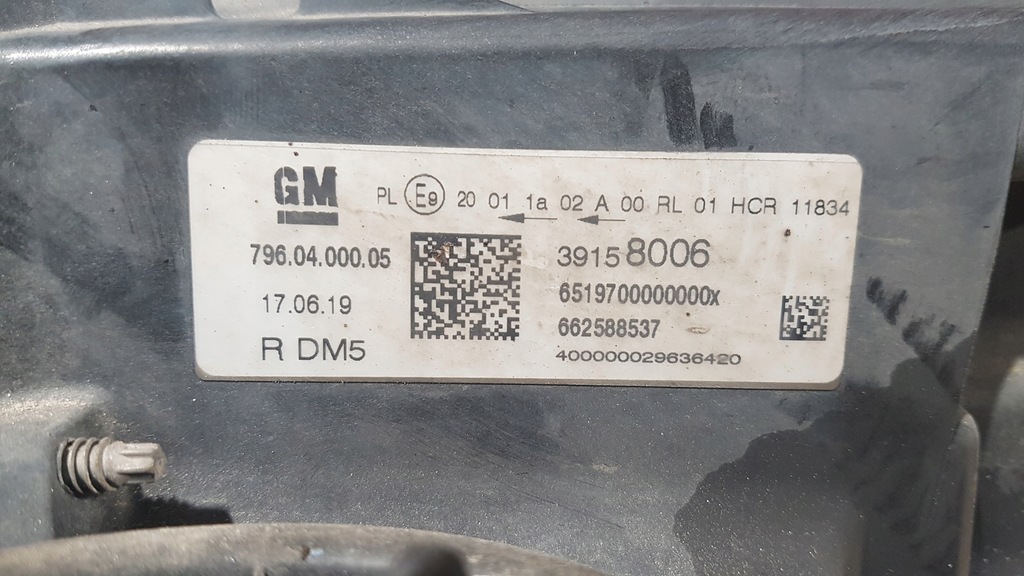 GM
PL E9 20 01 1a 02 A 00 RL 01 HCR 11834
796.04.000.05
39158006
17.06.19
6519700000000x
662588537
R DM5
400000029636420